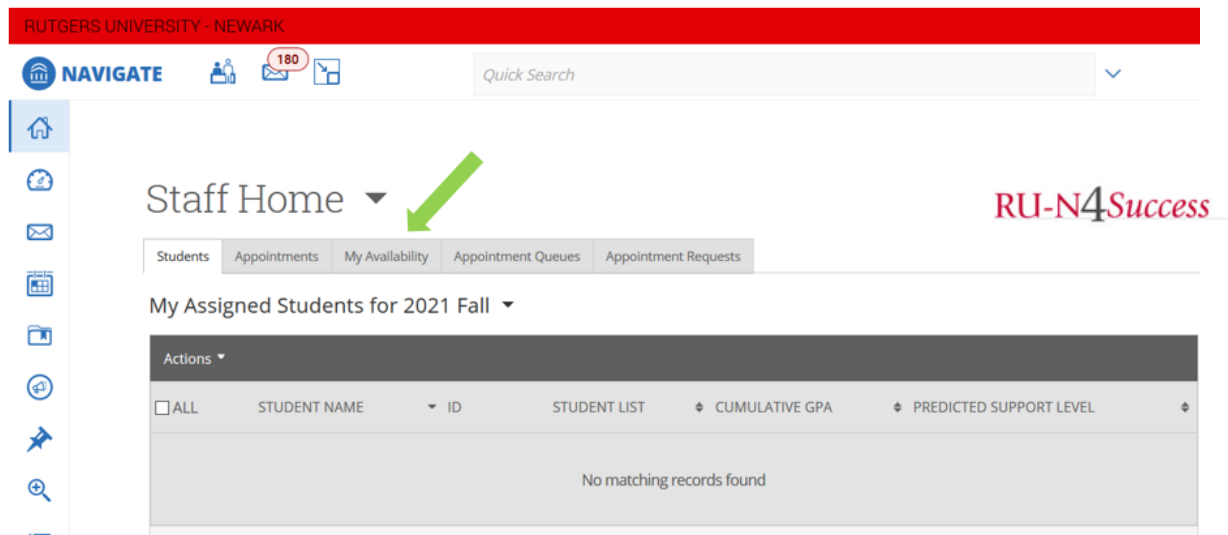 RUTGERS UNIVERSITY - NEWARK
NAVIGATE 180 Quick Search
Staff Home
RU-N4Success
Students Appointments My Availability Appointment Queues Appointment Requests
My Assigned Students for 2021 Fall
Actions
ALL STUDENT NAME ID STUDENT LIST CUMULATIVE GPA PREDICTED SUPPORT LEVEL
No matching records found